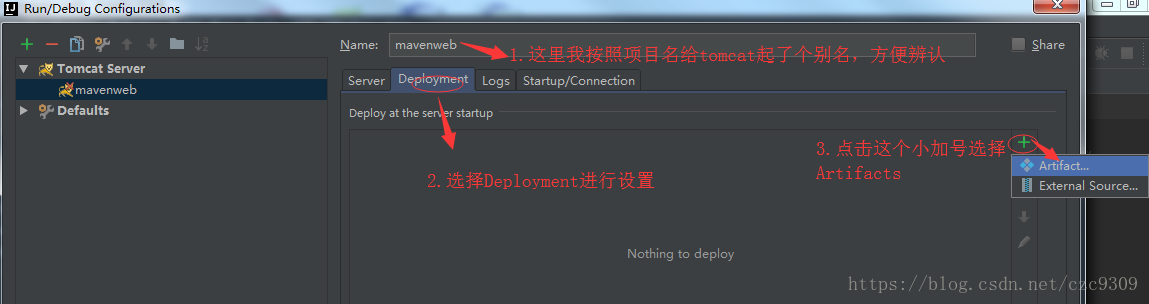 Run/Debug Configurations
Name: mavenweb
Share
1.这里我按照项目名给tomcat起了个别名，方便辨认
Tomcat Server
mavenweb
Defaults
Server
Deployment
Logs
Startup/Connection
Deploy at the server startup
3.点击这个小加号选择
Artifacts
Artifact...
External Source...
2.选择Deployment进行设置
Nothing to deploy
https://blog.csdn.net/czc9309